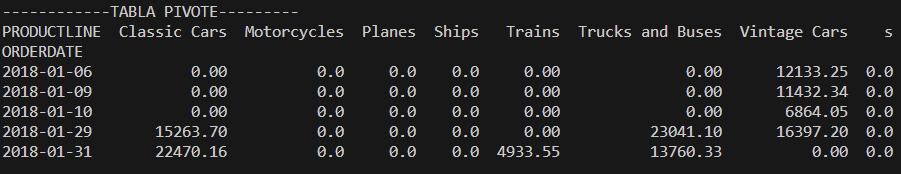 ------------TABLA PIVOTE---------
PRODUCTLINE  Classic Cars  Motorcycles  Planes  Ships   Trains  Trucks and Buses  Vintage Cars    s
ORDERDATE
2018-01-06           0.00          0.0     0.0    0.0     0.00              0.00      12133.25  0.0
2018-01-09           0.00          0.0     0.0    0.0     0.00              0.00      11432.34  0.0
2018-01-10           0.00          0.0     0.0    0.0     0.00              0.00       6864.05  0.0
2018-01-29       15263.70          0.0     0.0    0.0     0.00          23041.10      16397.20  0.0
2018-01-31       22470.16          0.0     0.0    0.0  4933.55          13760.33          0.00  0.0